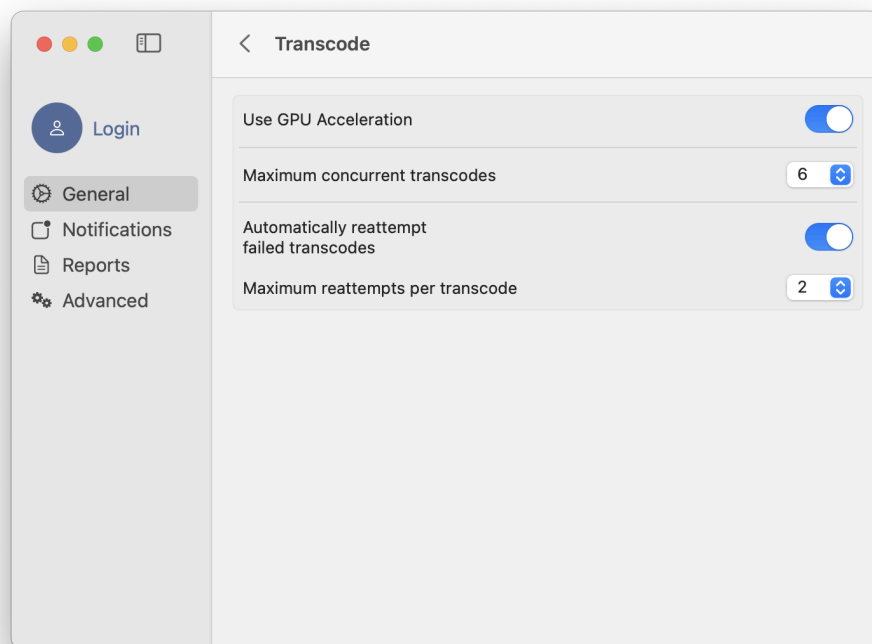 Transcode
Login
General
Notifications
Reports
Advanced
Use GPU Acceleration
Maximum concurrent transcodes
6
Automatically reattempt
failed transcodes
Maximum reattempts per transcode
2